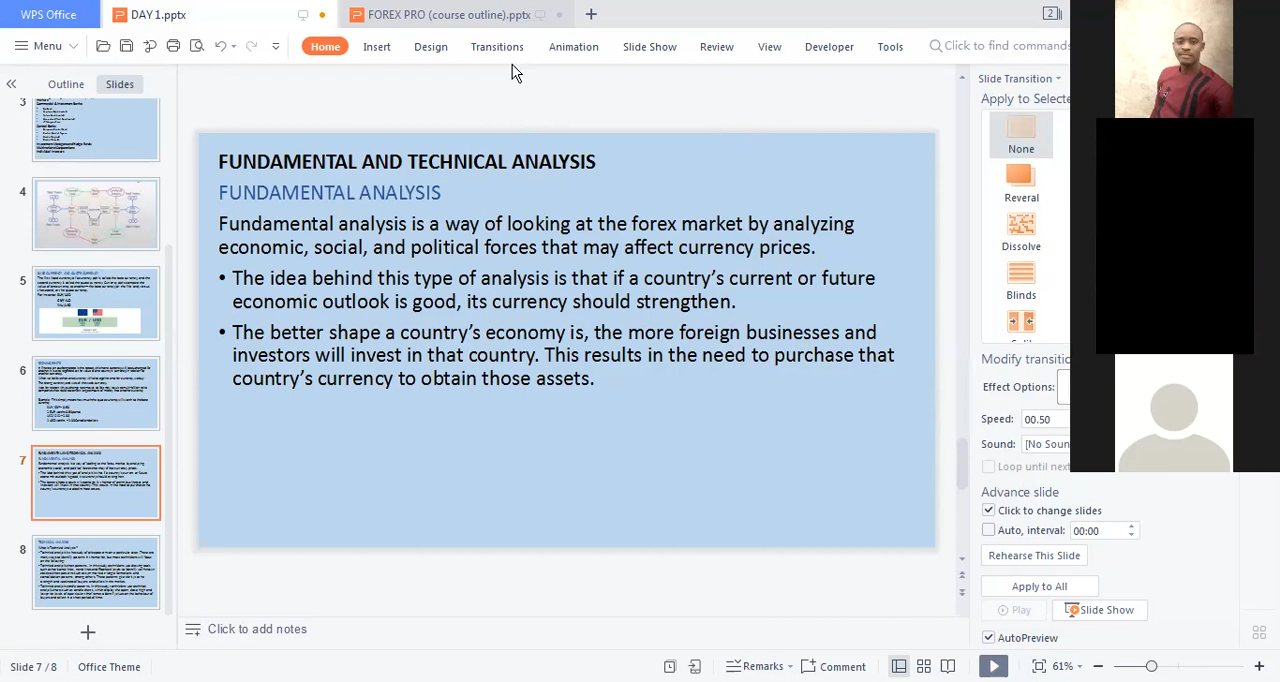 WPS Office
DAY 1.pptx
FOREX PRO (course outline).pptx
2
Menu
Home
Insert
Design
Transitions
Animation
Slide Show
Review
View
Developer
Tools
Click to find commands
Outline
Slides
Slide Transition
Apply to Selecte
None
Reveral
Dissolve
Blinds
3
4
5
6
7
8
FUNDAMENTAL AND TECHNICAL ANALYSIS
FUNDAMENTAL ANALYSIS
Fundamental analysis is a way of looking at the forex market by analyzing
economic, social, and political forces that may affect currency prices.
• The idea behind this type of analysis is that if a country's current or future
economic outlook is good, its currency should strengthen.
• The better shape a country's economy is, the more foreign businesses and
investors will invest in that country. This results in the need to purchase that
country's currency to obtain those assets.
Modify transitio
Effect Options:
Speed: 00.50
Sound: [No Soun
Loop until next
Advance slide
Click to change slides
Auto, interval: 00:00
Rehearse This Slide
Apply to All
Play
Slide Show
AutoPreview
Click to add notes
Slide 7 / 8
Office Theme
Remarks
Comment
61%